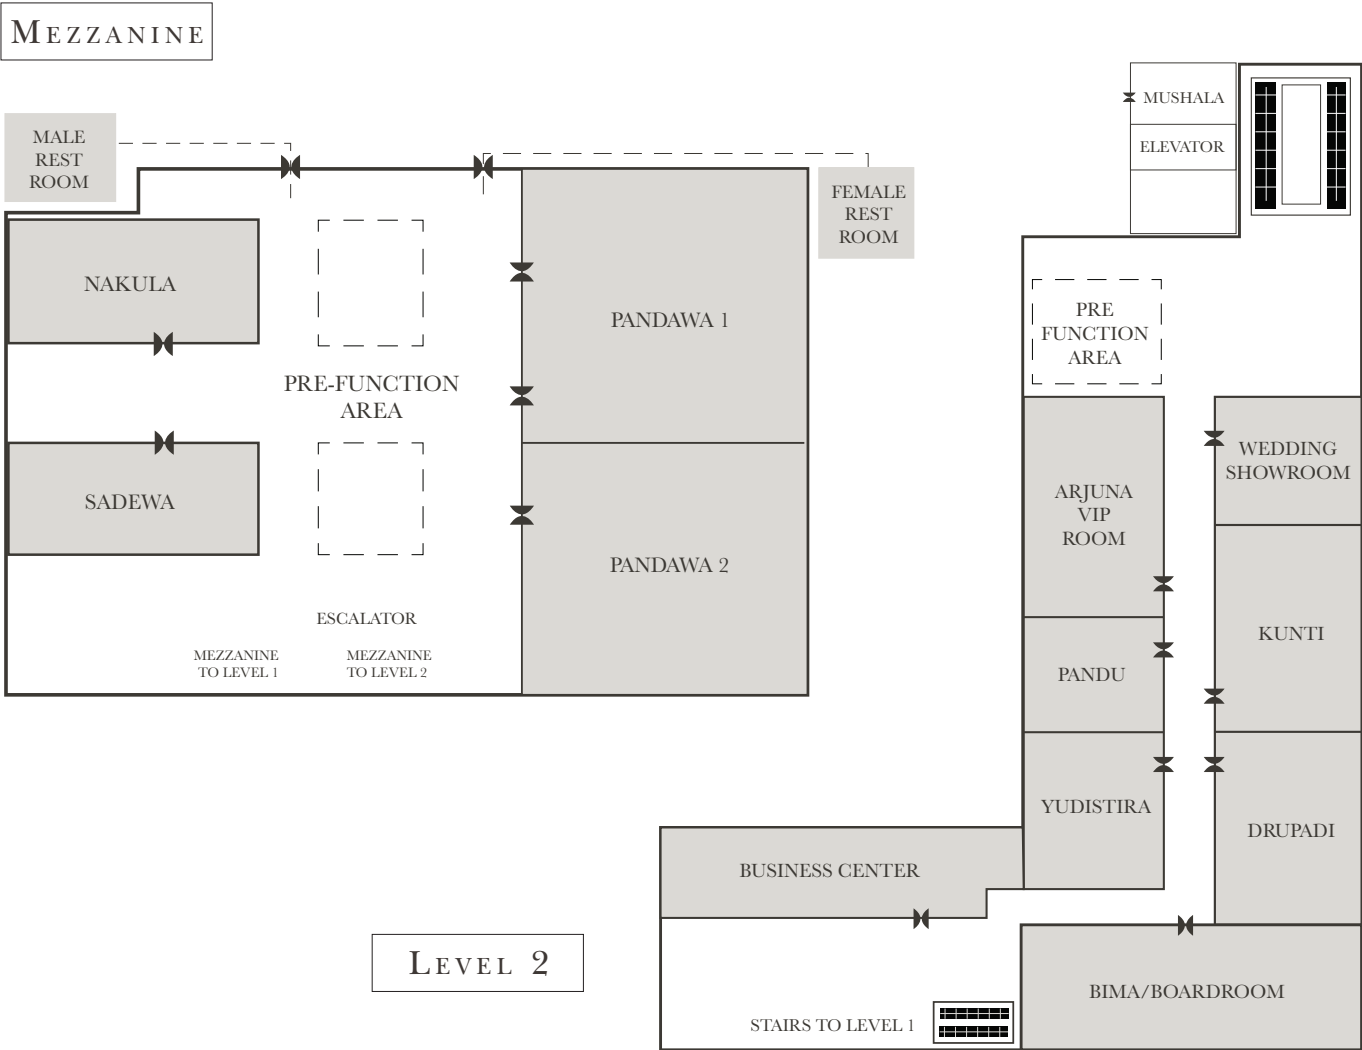 MEZZANINE
MALE
REST
ROOM
NAKULA
SADEWA
PRE-FUNCTION
AREA
PANDAWA 1
PANDAWA 2
FEMALE
REST
ROOM
ESCALATOR
MEZZANINE
TO LEVEL 1
MEZZANINE
TO LEVEL 2
MUSHALA
ELEVATOR
PRE
FUNCTION
AREA
ARJUNA
VIP
ROOM
WEDDING
SHOWROOM
KUNTI
PANDU
YUDISTIRA
DRUPADI
BUSINESS CENTER
LEVEL 2
BIMA/BOARDROOM
STAIRS TO LEVEL 1